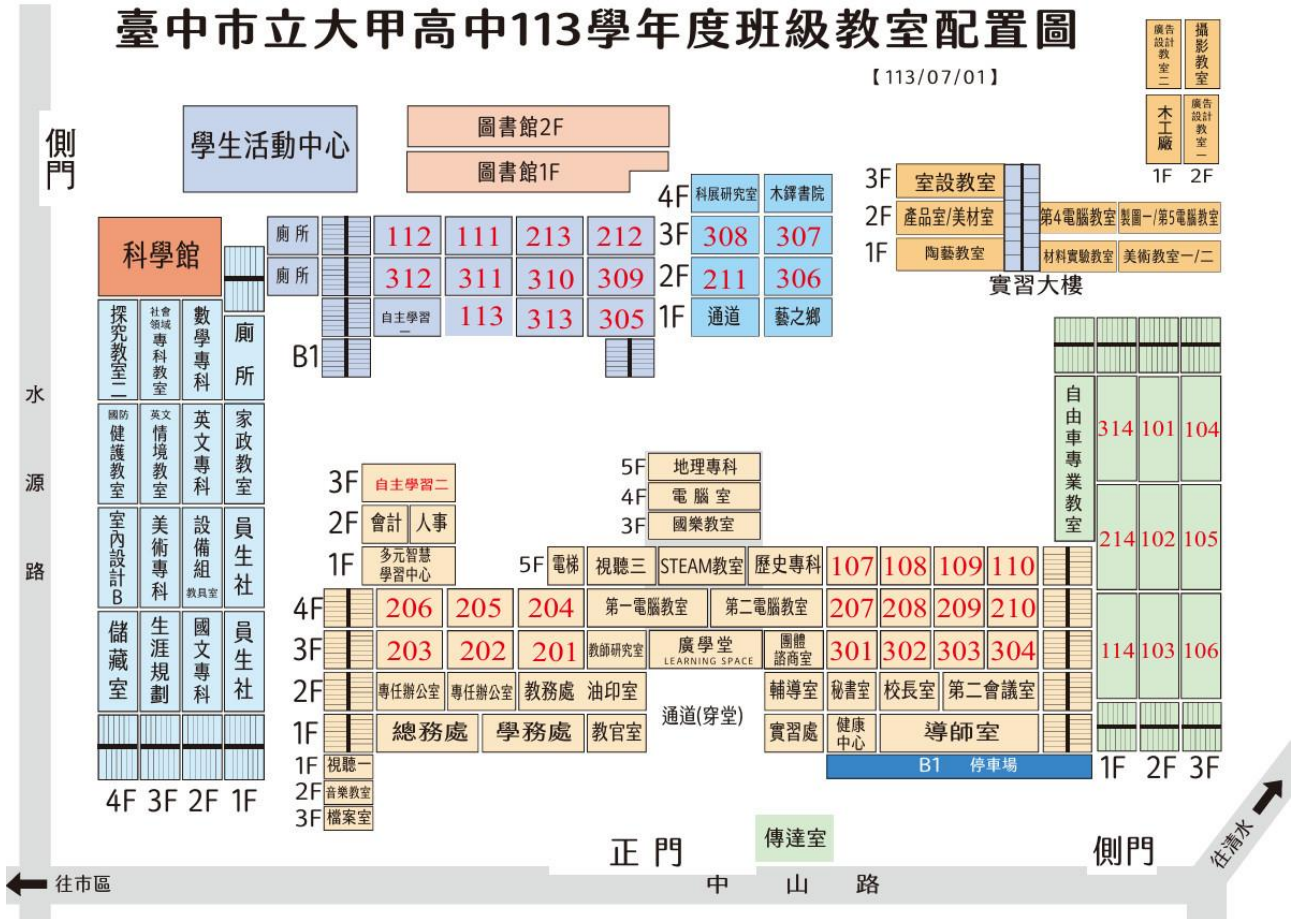 臺中市立大甲高中113學年度班級教室配置圖
【113/07/01】
廣告設計教室二 攝影教室
木工廠 廣告設計教室一
1F 2F
側門
學生活動中心
圖書館2F
圖書館1F
4F 科展研究室 木鐸書院
廁所 112 111 213 212 3F 308 307
廁所 312 311 310 309 2F 211 306
自主學習一 113 313 305 1F 通道 藝之鄉
B1
3F 室設教室
2F 產品室/美材室 第4電腦教室 製圖一/第5電腦教室
1F 陶藝教室 材料實驗教室 美術教室一/二
實習大樓
科學館
探究教室二 社會領域專科教室 數學專科 廁所
國防健護教室 英文情境教室 英文專科 家政教室
室內設計B 美術專科 設備組教具室 員生社
儲藏室 生涯規劃 國文專科 員生社
4F 3F 2F 1F
水源路
自由車專業教室
314 101 104
214 102 105
114 103 106
1F 2F 3F
3F 自主學習二
2F 會計 人事
1F 多元智慧學習中心
5F 地理專科
4F 電腦室
3F 國樂教室
5F 電梯 視聽三 STEAM教室 歷史專科 107 108 109 110
4F 206 205 204 第一電腦教室 第二電腦教室 207 208 209 210
3F 203 202 201 教師研究室 廣學堂 LEARNING SPACE 團體諮商室 301 302 303 304
2F 專任辦公室 專任辦公室 教務處 油印室 輔導室 秘書室 校長室 第二會議室
通道(穿堂)
1F 總務處 學務處 教官室 實習處 健康中心 導師室
B1 停車場
1F 視聽一
2F 音樂教室
3F 檔案室
正門
傳達室
側門
往清水
往市區
中山路